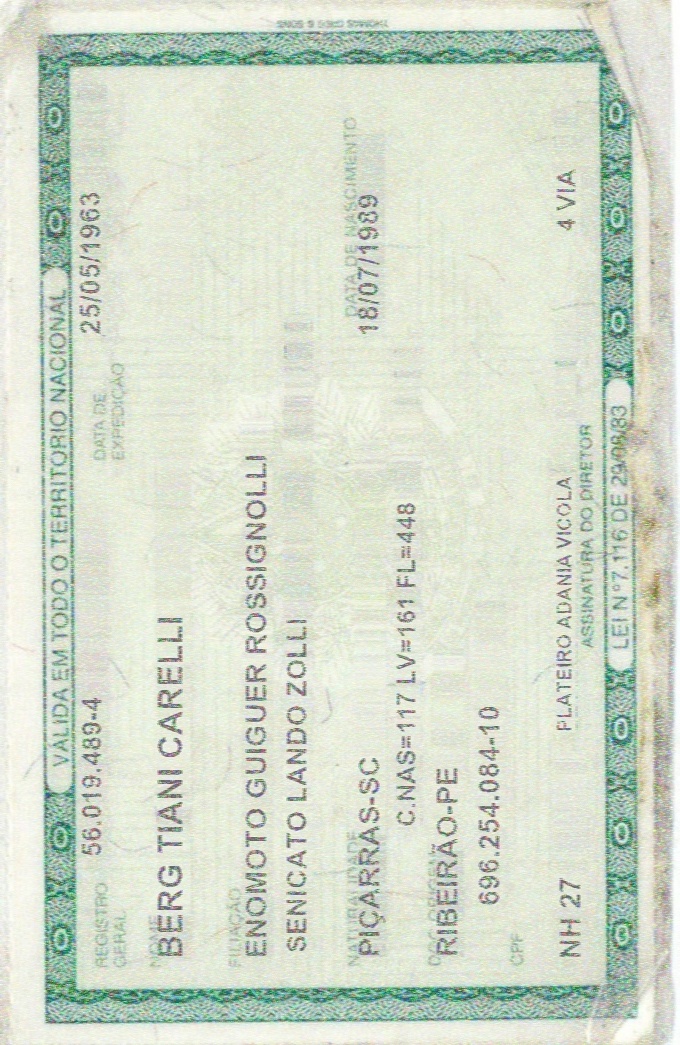 VÁLIDA EM TODO O TERRITÓRIO NACIONAL
REGISTRO GERAL 56.019.489-4 DATA DE EXPEDIÇÃO 25/05/1963
NOME
BERG TIANI CARELLI
FILIAÇÃO
ENOMOTO GUIGUER ROSSIGNOLLI
SENICATO LANDO ZOLLI
NATURALIDADE DATA DE NASCIMENTO
PIÇARRAS-SC 18/07/1989
C.NAS=117 LV=161 FL=448
DOC ORIGEM
RIBEIRÃO-PE
696.254.084-10
CPF
NH 27 PLATEIRO ADANIA VICOLA 4 VIA
ASSINATURA DO DIRETOR
LEI Nº 7.116 DE 29/08/83
THOMAS GREG & SONS